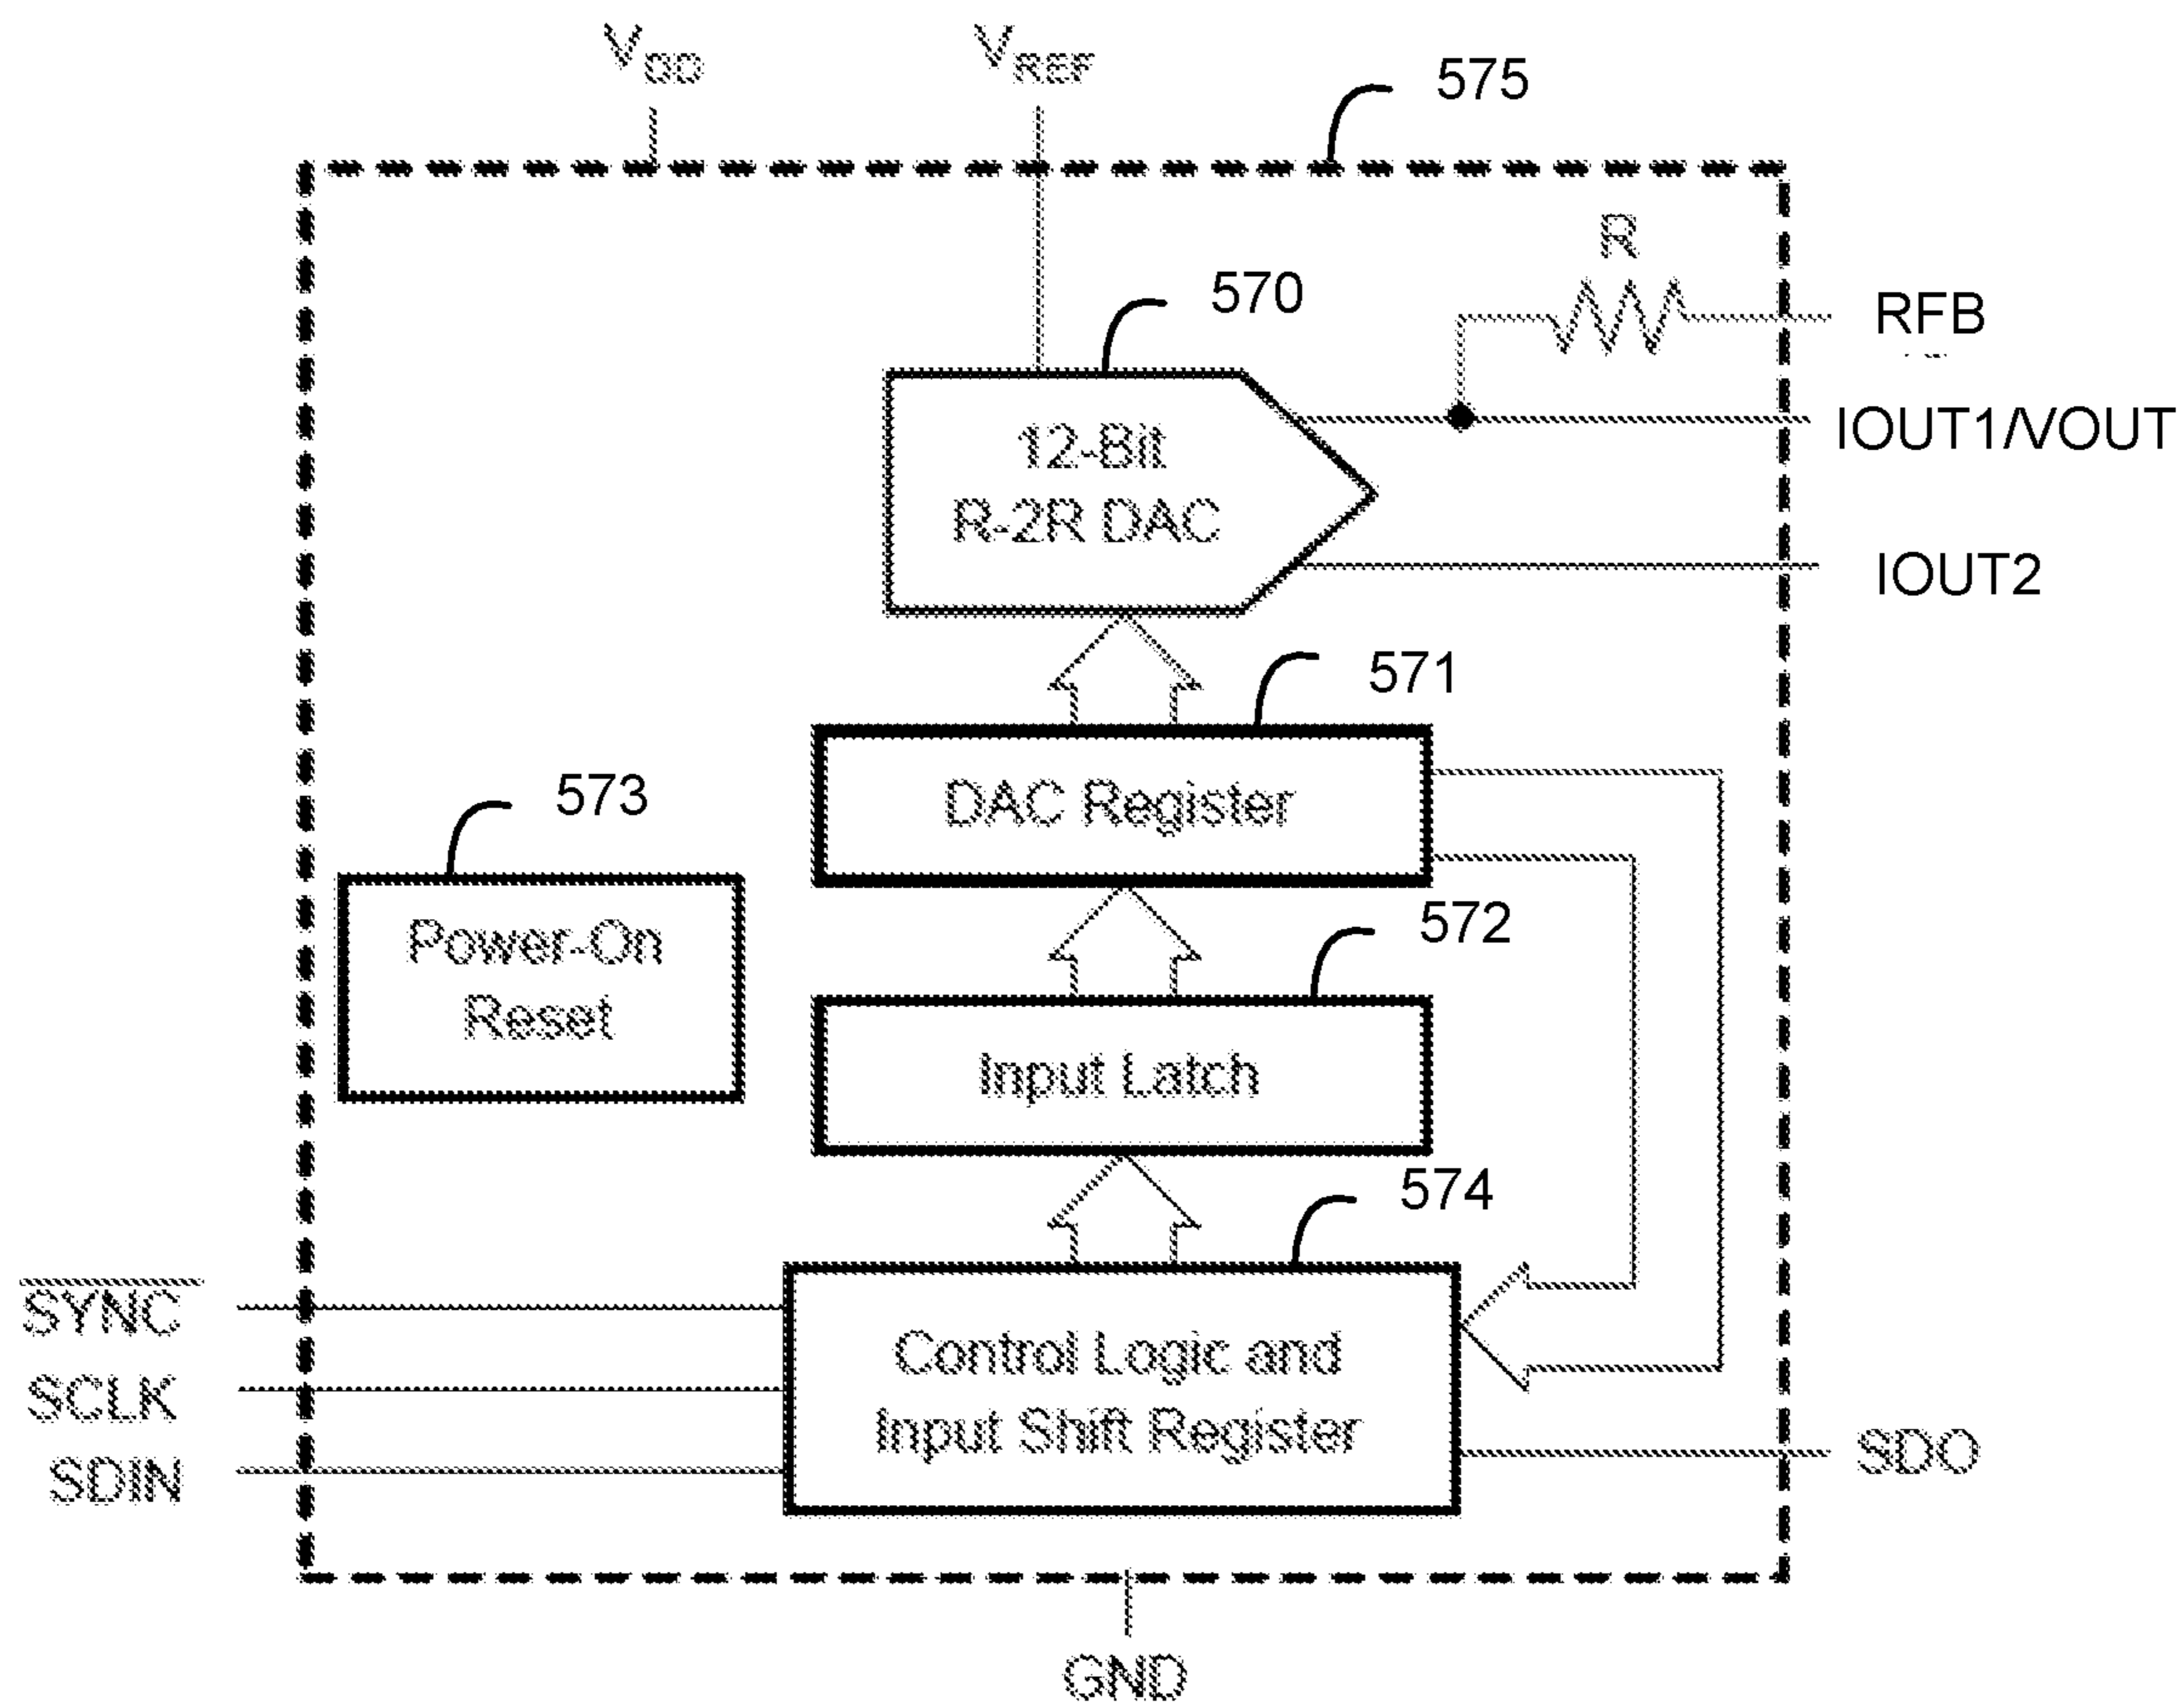 VDD
VREF
575
R
570
RFB
12-Bit
R-2R DAC
IOUT1/VOUT
IOUT2
571
DAC Register
573
Power-On
Reset
572
Input Latch
574
SYNC
SCLK
SDIN
Control Logic and
Input Shift Register
SDO
GND